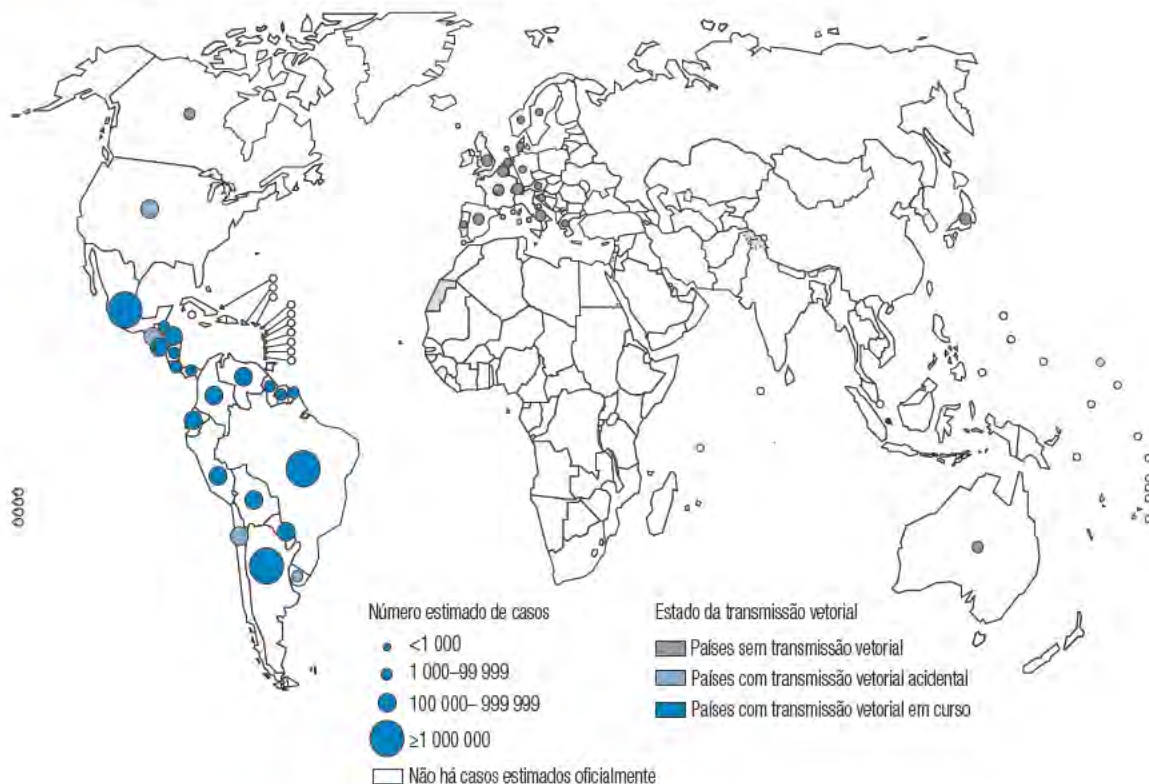 Número estimado de casos
<1 000
1 000–99 999
100 000– 999 999
≥1 000 000
Não há casos estimados oficialmente
Estado da transmissão vetorial
Países sem transmissão vetorial
Países com transmissão vetorial acidental
Países com transmissão vetorial em curso